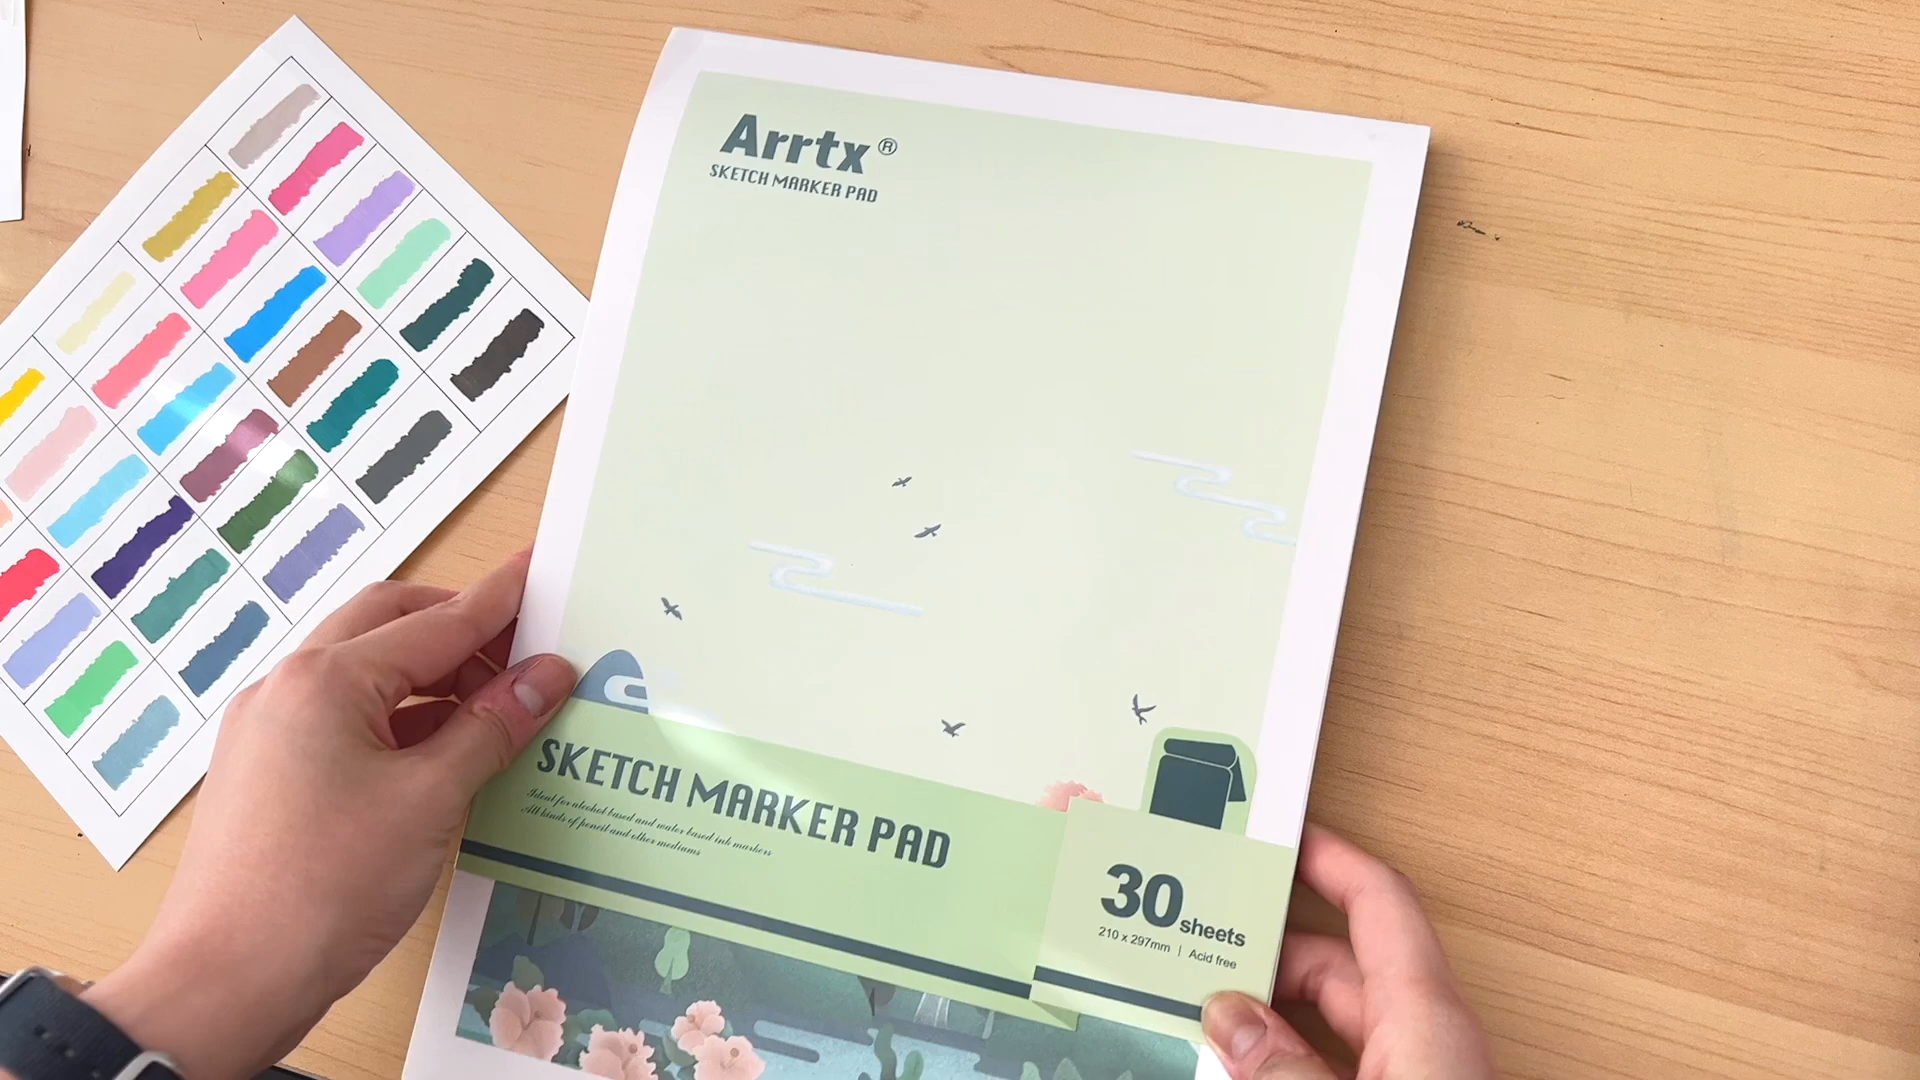 Arrtx®
SKETCH MARKER PAD
SKETCH MARKER PAD
Ideal for alcohol based and water based ink markers
All kinds of pencil and other mediums
30 sheets
210 x 297mm | Acid free